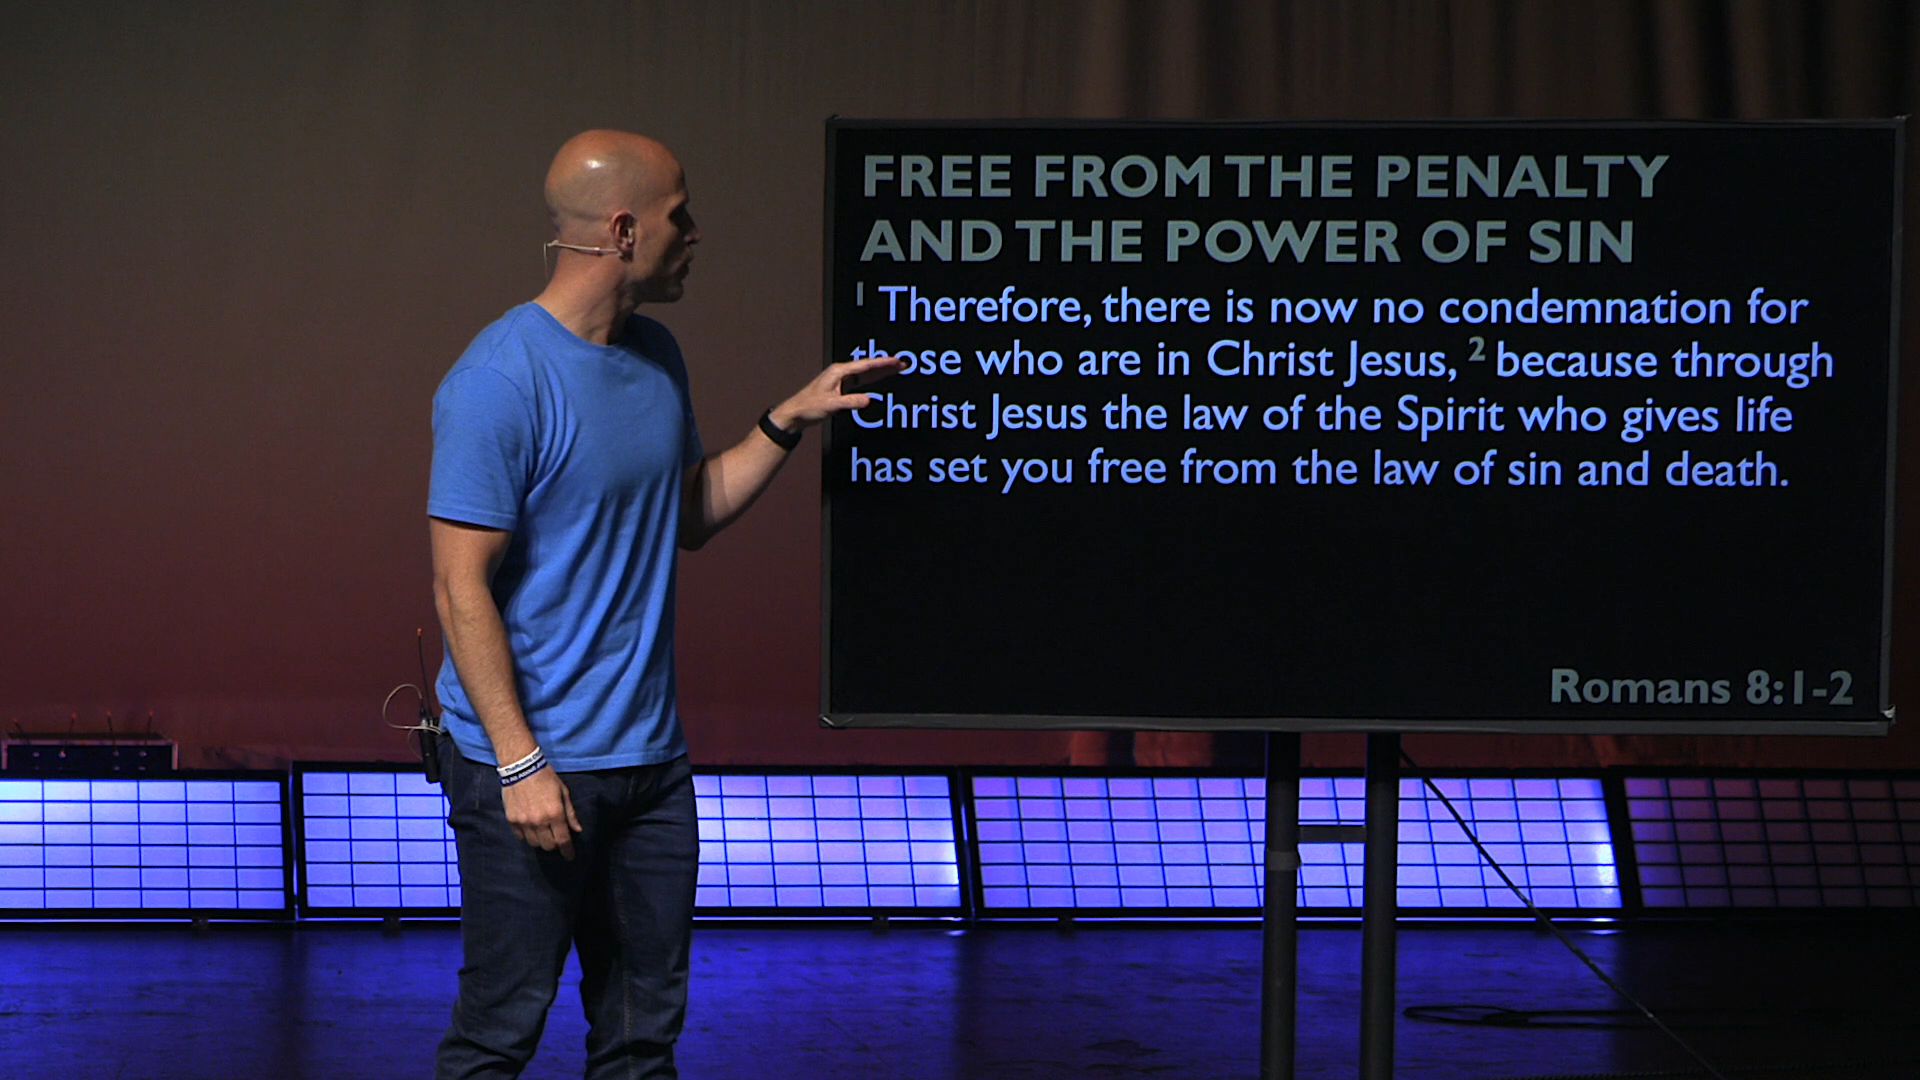 FREE FROM THE PENALTY
AND THE POWER OF SIN
1 Therefore, there is now no condemnation for
those who are in Christ Jesus, 2 because through
Christ Jesus the law of the Spirit who gives life
has set you free from the law of sin and death.
Romans 8:1-2